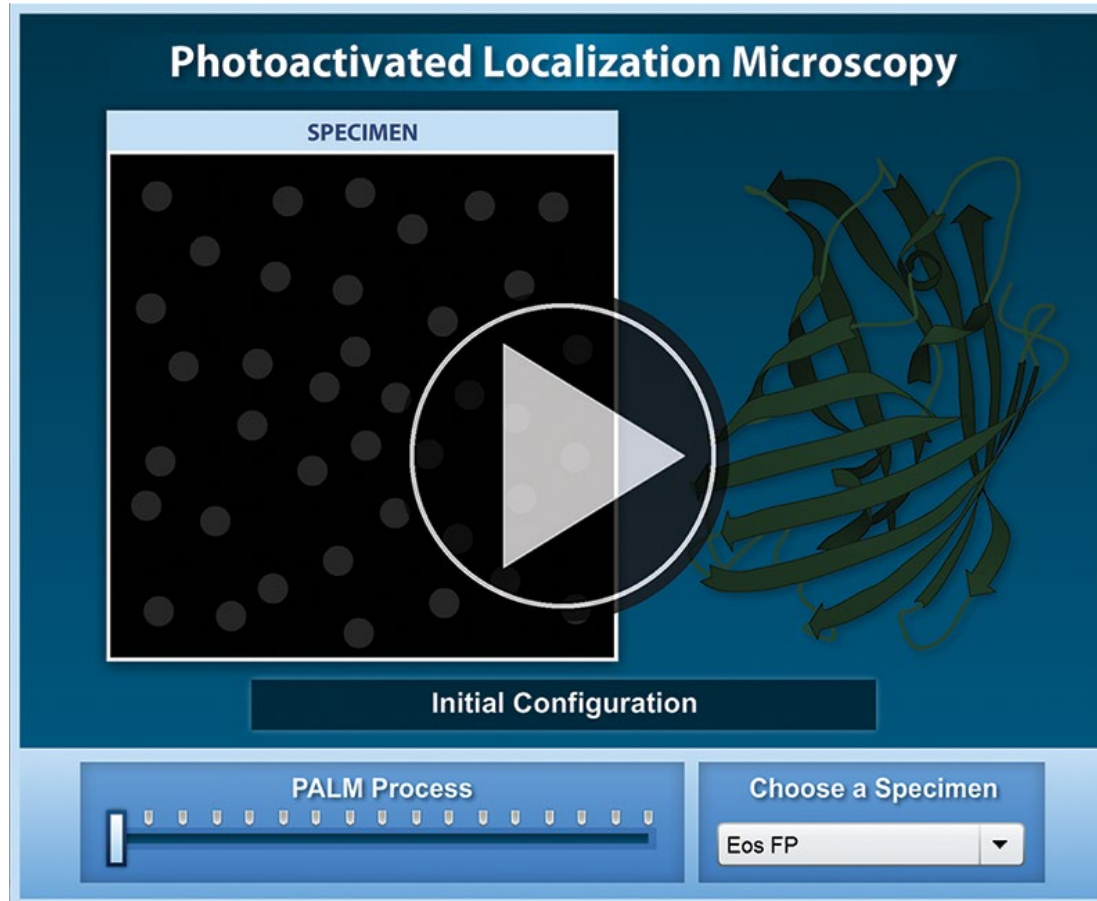 Photoactivated Localization Microscopy
SPECIMEN
Initial Configuration
PALM Process
Choose a Specimen
Eos FP